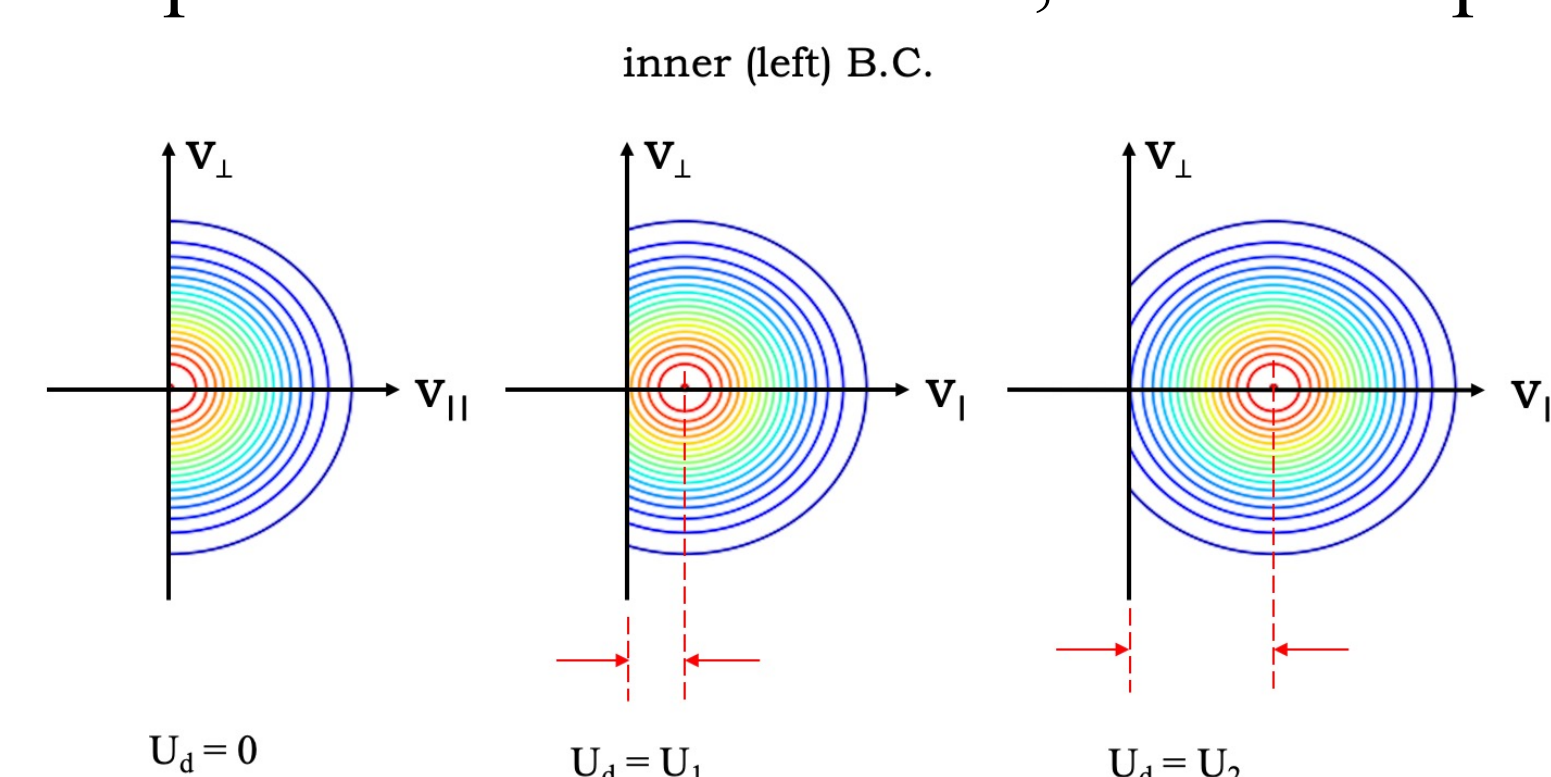 inner (left) B.C.
V⊥ V⊥ V⊥
V|| V| V|
U_d = 0 U_d = U_1 U_d = U_2